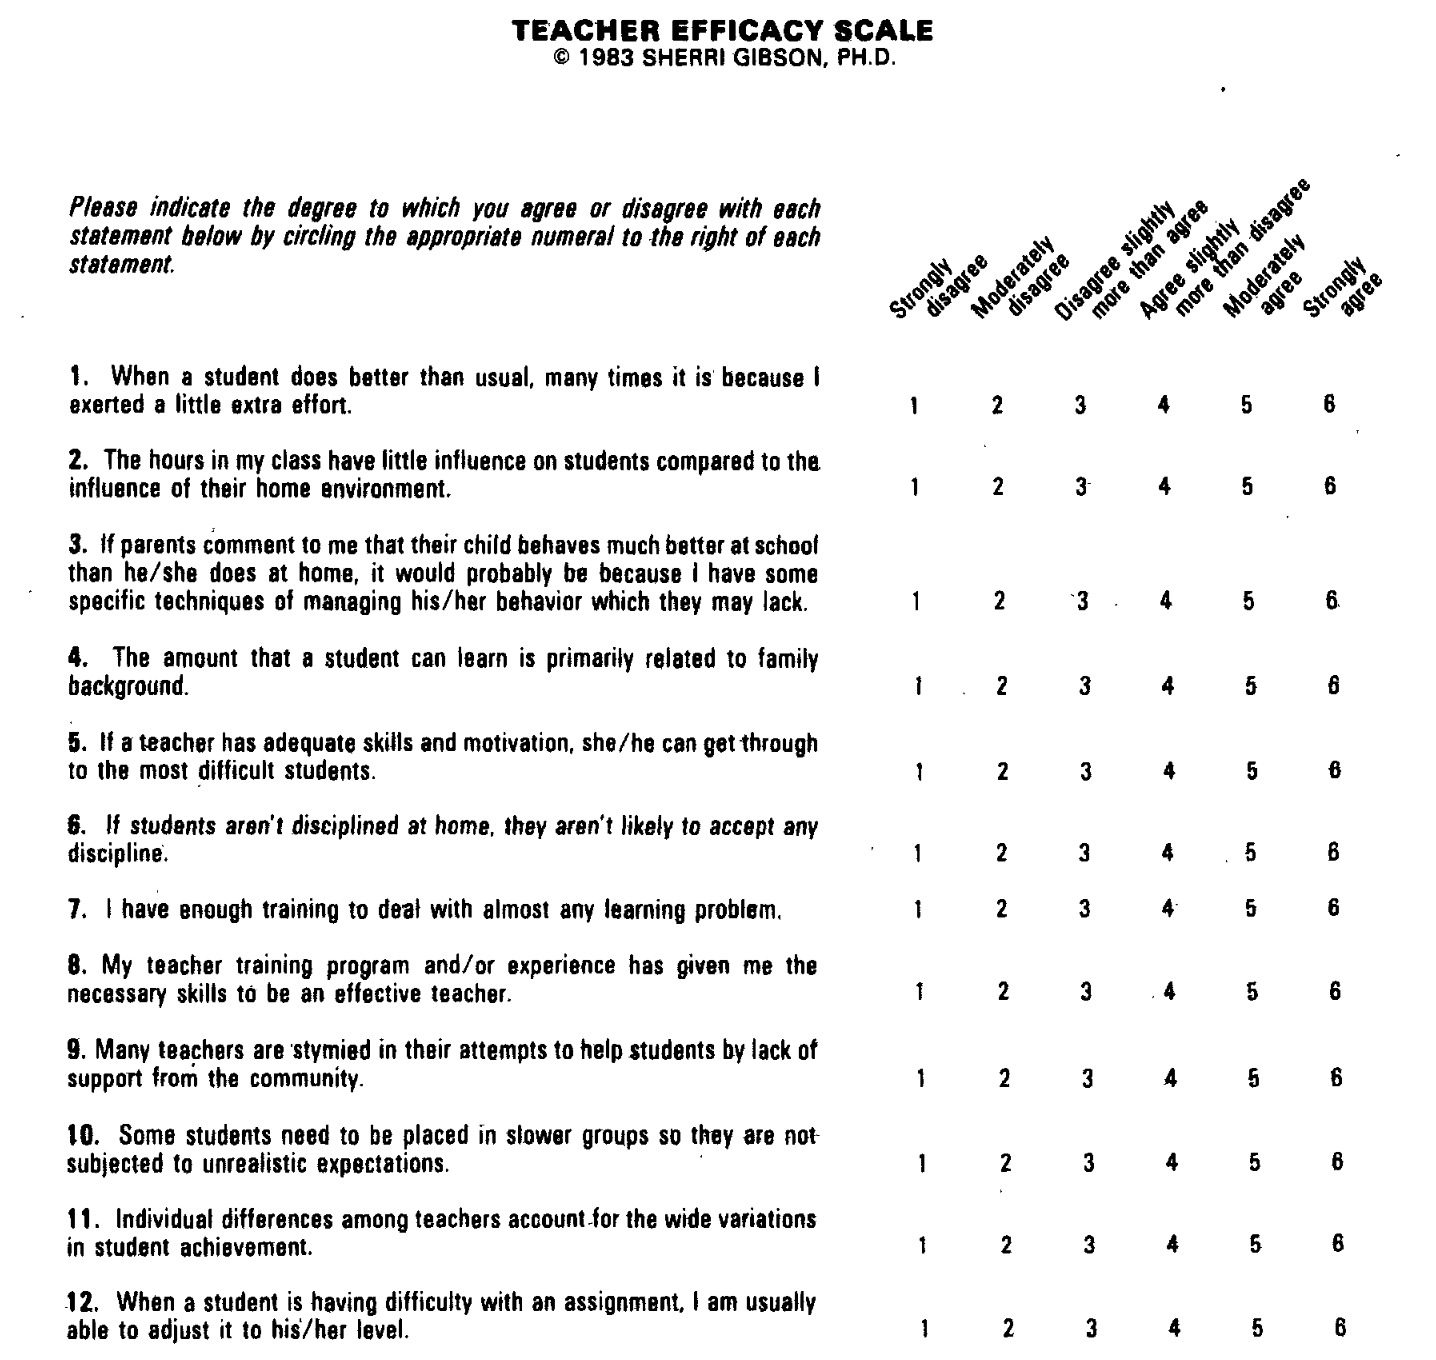 TEACHER EFFICACY SCALE
© 1983 SHERRI GIBSON, PH.D.
Please indicate the degree to which you agree or disagree with each
statement below by circling the appropriate numeral to the right of each
statement.
Strongly
disagree
Moderately
disagree
Disagree slightly
more than agree
Agree slightly
more than disagree
Moderately
agree
Strongly
agree
1. When a student does better than usual, many times it is because I
exerted a little extra effort. 1 2 3 4 5 6
2. The hours in my class have little influence on students compared to the
influence of their home environment. 1 2 3 4 5 6
3. If parents comment to me that their child behaves much better at school
than he/she does at home, it would probably be because I have some
specific techniques of managing his/her behavior which they may lack. 1 2 3 4 5 6
4. The amount that a student can learn is primarily related to family
background. 1 2 3 4 5 6
5. If a teacher has adequate skills and motivation, she/he can get through
to the most difficult students. 1 2 3 4 5 6
6. If students aren't disciplined at home, they aren't likely to accept any
discipline. 1 2 3 4 5 6
7. I have enough training to deal with almost any learning problem. 1 2 3 4 5 6
8. My teacher training program and/or experience has given me the
necessary skills to be an effective teacher. 1 2 3 4 5 6
9. Many teachers are stymied in their attempts to help students by lack of
support from the community. 1 2 3 4 5 6
10. Some students need to be placed in slower groups so they are not
subjected to unrealistic expectations. 1 2 3 4 5 6
11. Individual differences among teachers account for the wide variations
in student achievement. 1 2 3 4 5 6
12. When a student is having difficulty with an assignment, I am usually
able to adjust it to his/her level. 1 2 3 4 5 6